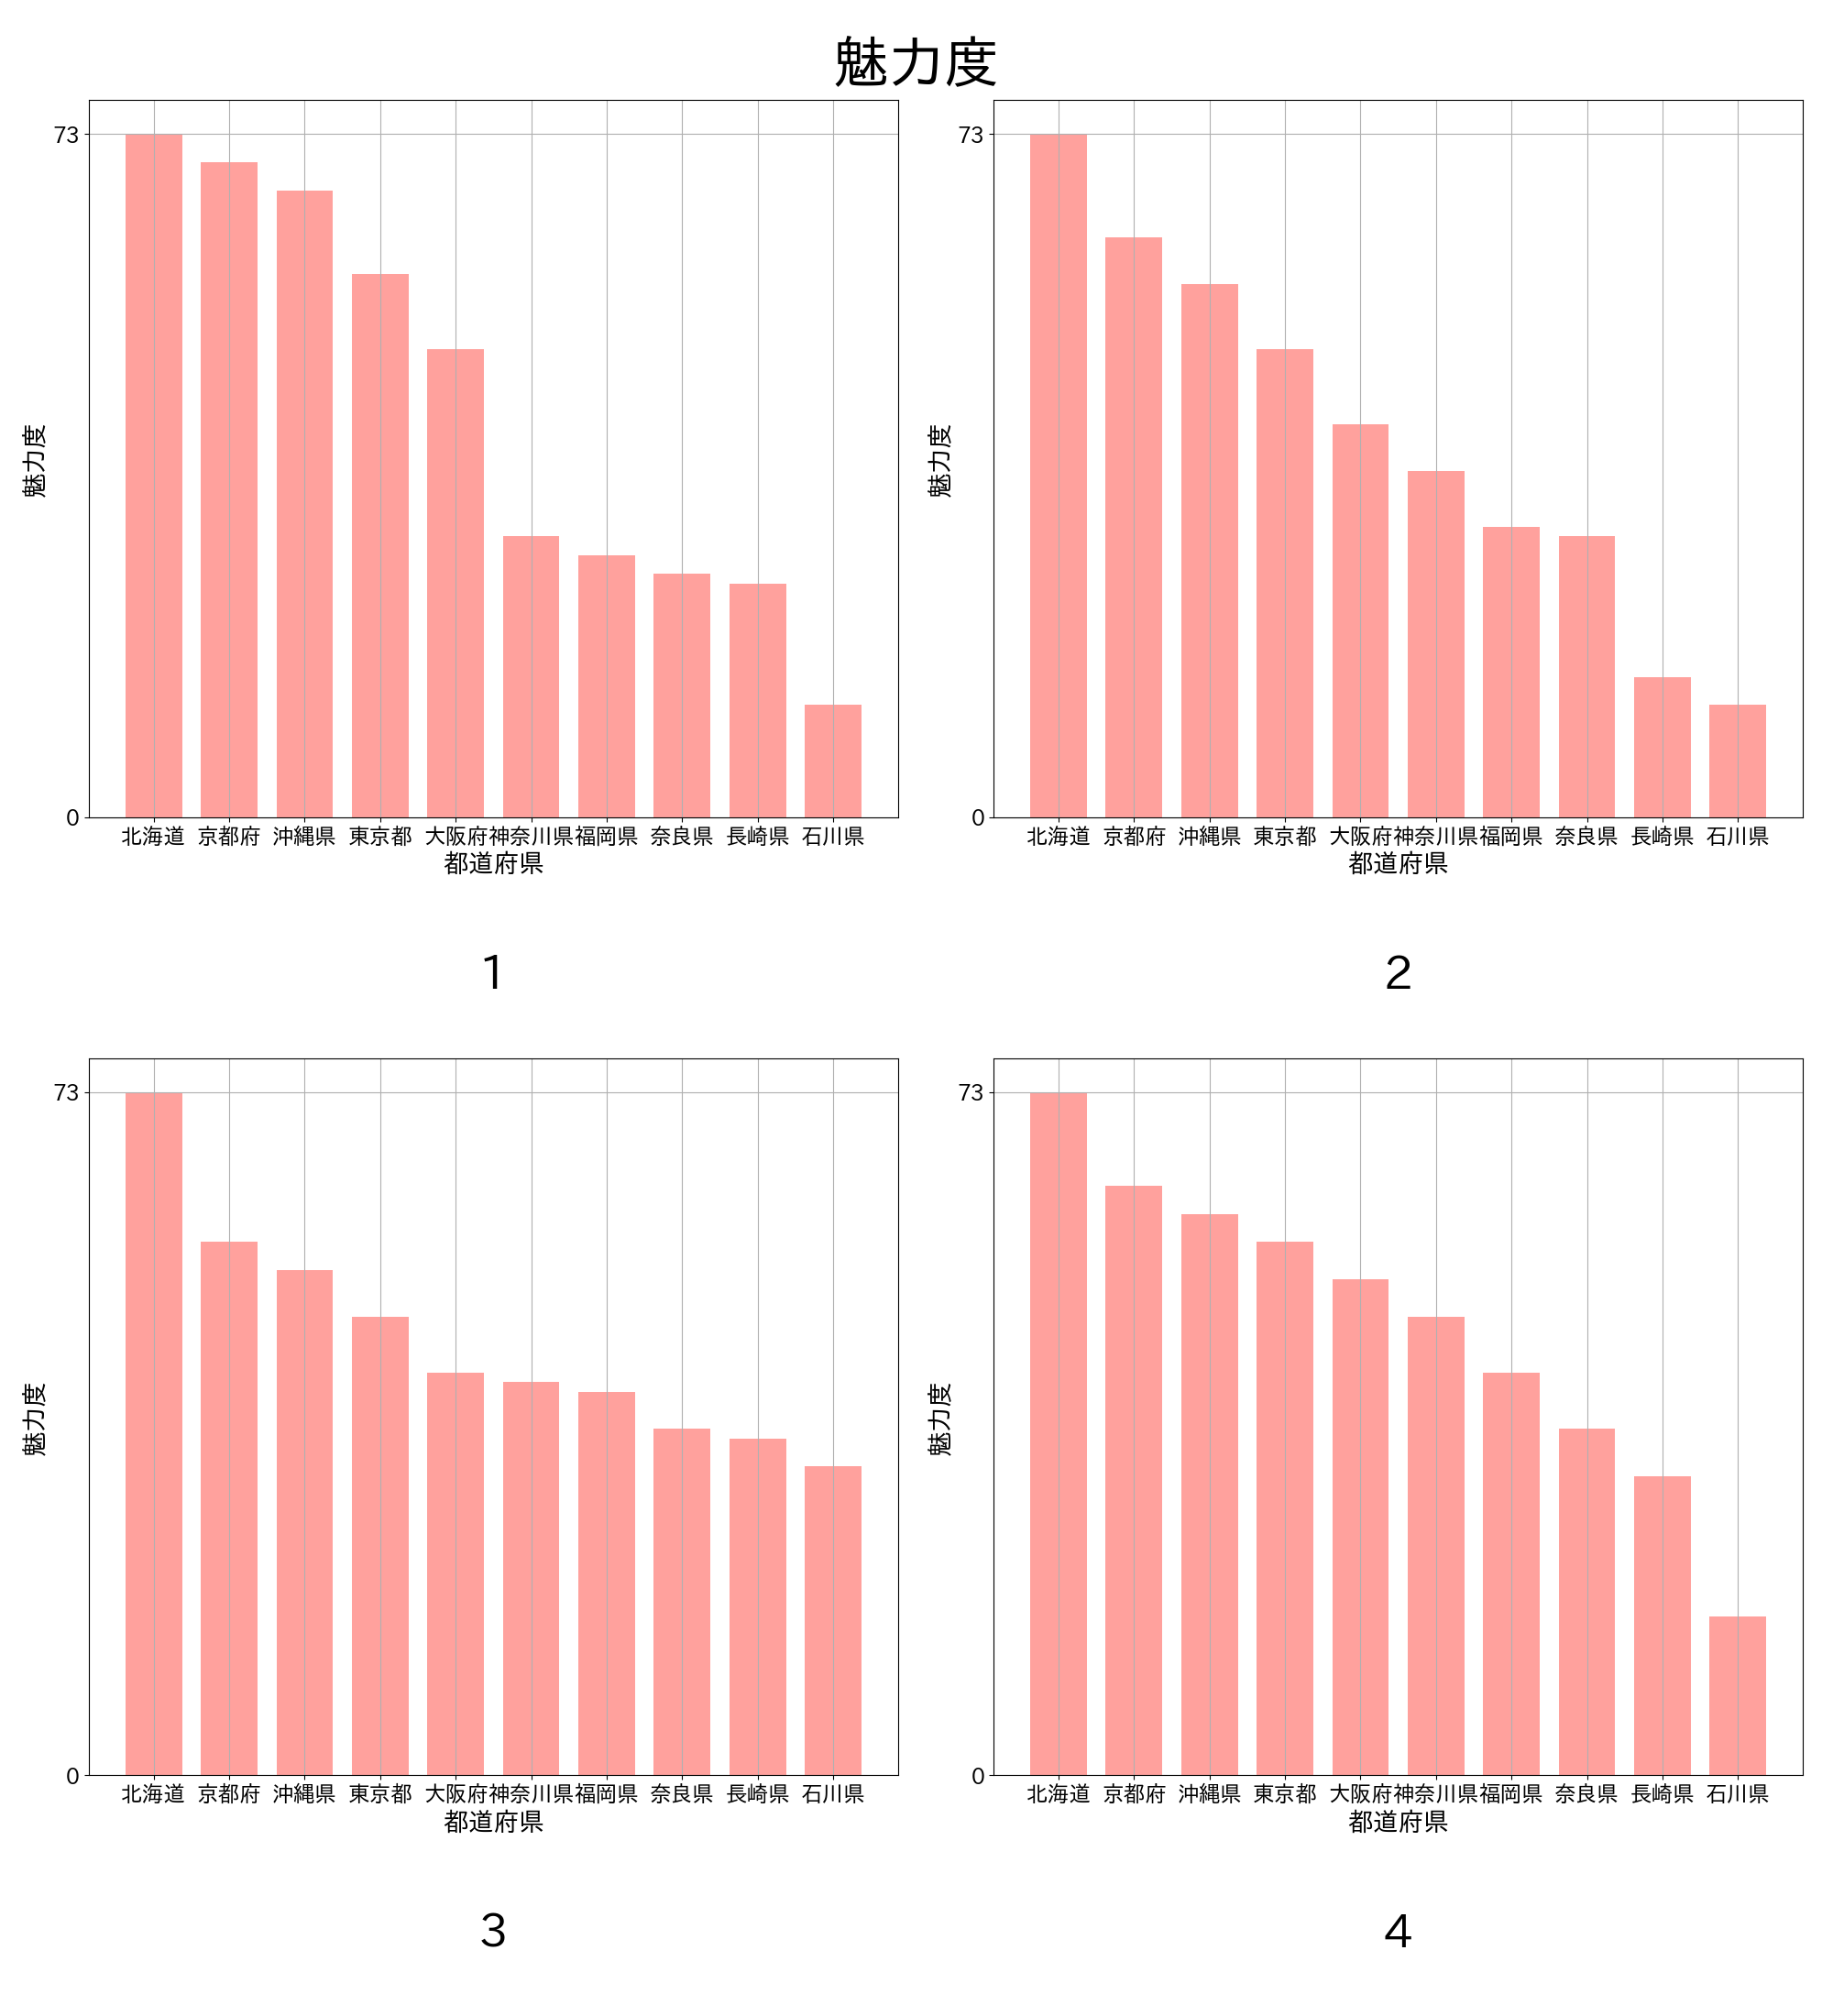 魅力度
73
0
魅力度
北海道 京都府 沖縄県 東京都 大阪府 神奈川県 福岡県 奈良県 長崎県 石川県
都道府県
1
73
0
魅力度
北海道 京都府 沖縄県 東京都 大阪府 神奈川県 福岡県 奈良県 長崎県 石川県
都道府県
2
73
0
魅力度
北海道 京都府 沖縄県 東京都 大阪府 神奈川県 福岡県 奈良県 長崎県 石川県
都道府県
3
73
0
魅力度
北海道 京都府 沖縄県 東京都 大阪府 神奈川県 福岡県 奈良県 長崎県 石川県
都道府県
4